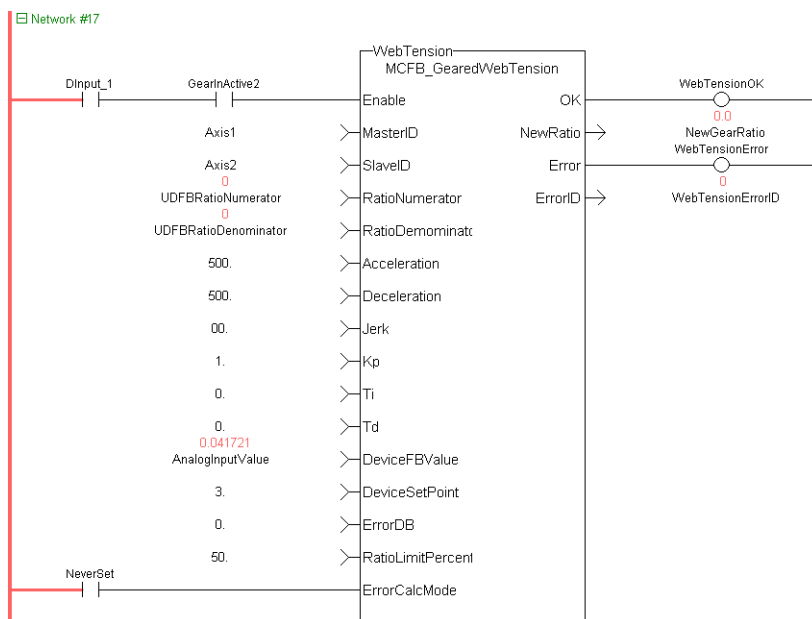 Network #17
WebTension
MCFB_GearedWebTension
DInput_1
GearInActive2
Enable
OK
WebTensionOK
0.0
Axis1
MasterID
NewRatio
NewGearRatio
WebTensionError
Axis2
SlaveID
Error
0
0
UDFBRatioNumerator
RatioNumerator
ErrorID
WebTensionErrorID
0
UDFBRatioDenominator
RatioDemominato
500.
Acceleration
500.
Deceleration
00.
Jerk
1.
Kp
0.
Ti
0.
Td
0.041721
AnalogInputValue
DeviceFBValue
3.
DeviceSetPoint
0.
ErrorDB
50.
RatioLimitPercent
NeverSet
ErrorCalcMode